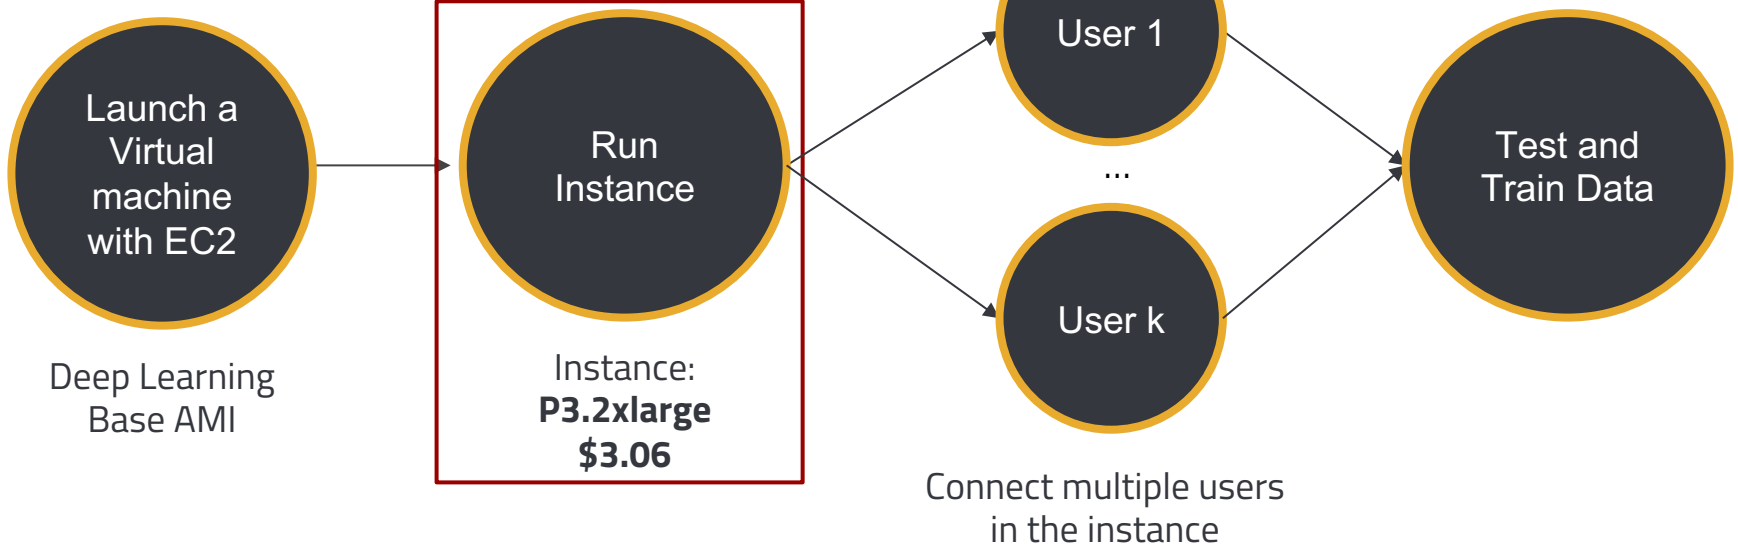 Launch a
Virtual
machine
with EC2
Deep Learning
Base AMI
Run
Instance
Instance:
P3.2xlarge
$3.06
User 1
...
User k
Connect multiple users
in the instance
Test and
Train Data